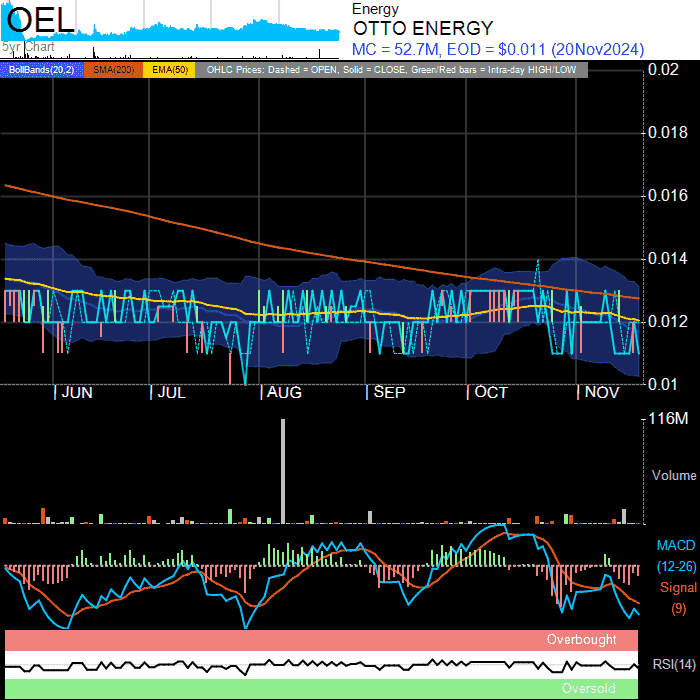 OEL
5yr Chart
Energy
OTTO ENERGY
MC = 52.7M, EOD = $0.011 (20Nov2024)
BollBands(20,2) SMA(200) EMA(50) OHLC Prices: Dashed = OPEN, Solid = CLOSE, Green/Red bars = Intra-day HIGH/LOW
0.02
0.018
0.016
0.014
0.012
0.01
JUN JUL AUG SEP OCT NOV
116M
Volume
MACD
(12-26)
Signal
(9)
Overbought
RSI(14)
Oversold